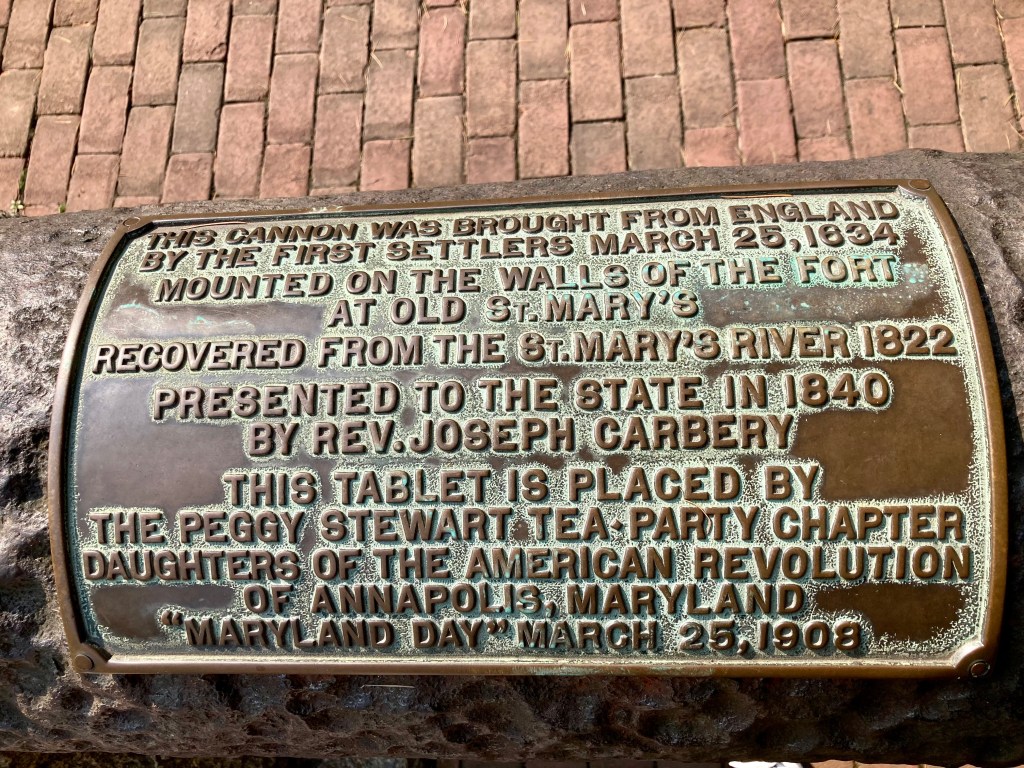 THIS CANNON WAS BROUGHT FROM ENGLAND
BY THE FIRST SETTLERS MARCH 25, 1634
MOUNTED ON THE WALLS OF THE FORT
AT OLD ST. MARY'S
RECOVERED FROM THE ST. MARY'S RIVER 1822
PRESENTED TO THE STATE IN 1840
BY REV. JOSEPH CARBERY
THIS TABLET IS PLACED BY
THE PEGGY STEWART TEA·PARTY CHAPTER
DAUGHTERS OF THE AMERICAN REVOLUTION
OF ANNAPOLIS, MARYLAND
"MARYLAND DAY" MARCH 25, 1908